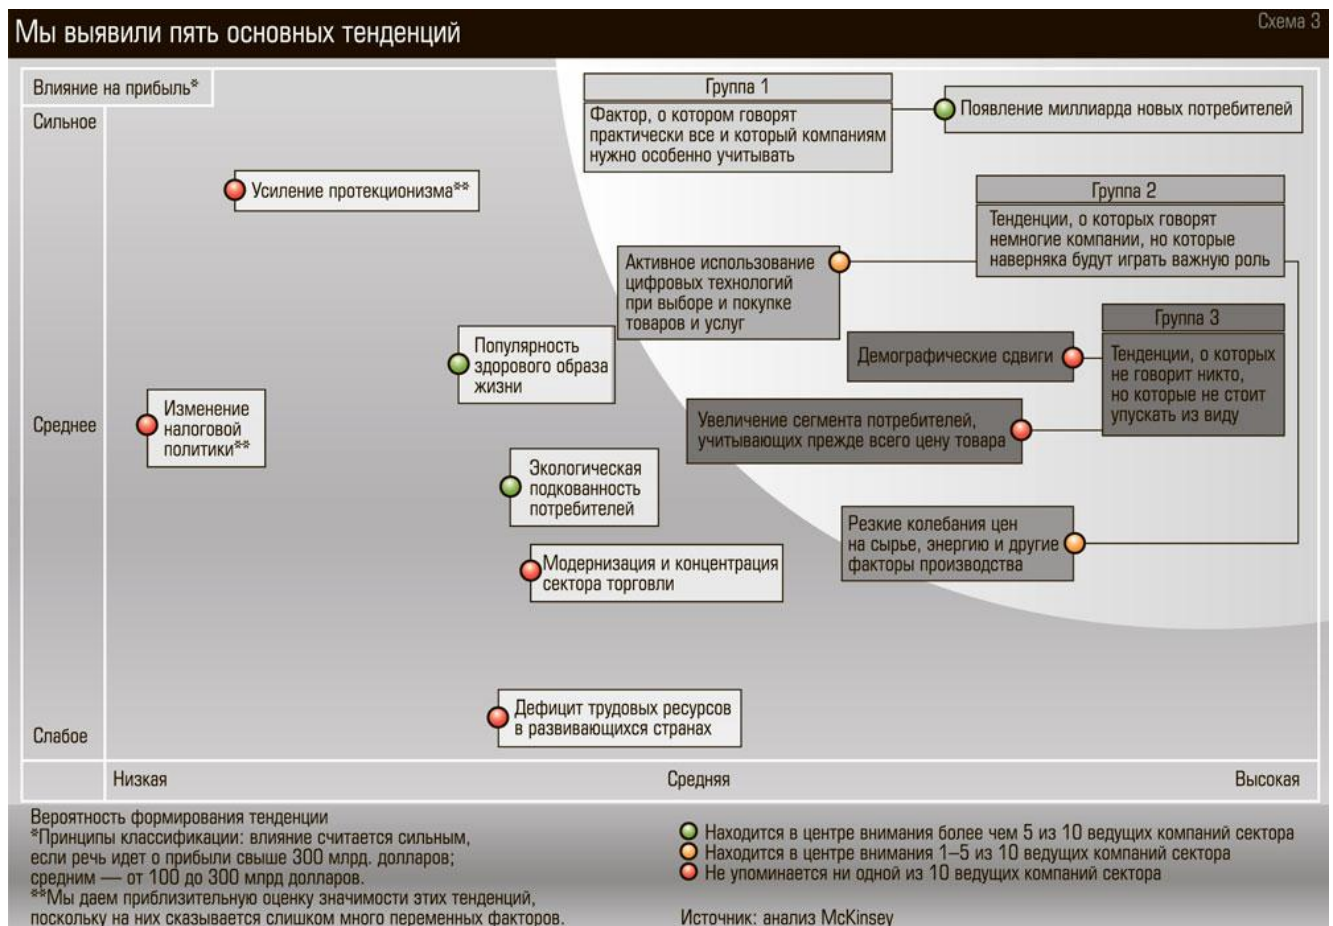 Схема 3
Мы выявили пять основных тенденций
Влияние на прибыль*
Сильное
Среднее
Слабое
Группа 1
Фактор, о котором говорят
практически все и который компаниям
нужно особенно учитывать
Появление миллиарда новых потребителей
Усиление протекционизма**
Группа 2
Тенденции, о которых говорят
немногие компании, но которые
наверняка будут играть важную роль
Активное использование
цифровых технологий
при выборе и покупке
товаров и услуг
Группа 3
Тенденции, о которых
не говорит никто,
но которые не стоит
упускать из виду
Популярность
здорового образа
жизни
Демографические сдвиги
Изменение
налоговой
политики**
Увеличение сегмента потребителей,
учитывающих прежде всего цену товара
Экологическая
подкованность
потребителей
Резкие колебания цен
на сырье, энергию и другие
факторы производства
Модернизация и концентрация
сектора торговли
Дефицит трудовых ресурсов
в развивающихся странах
Низкая
Средняя
Высокая
Вероятность формирования тенденции
*Принципы классификации: влияние считается сильным,
если речь идет о прибыли свыше 300 млрд. долларов;
средним — от 100 до 300 млрд долларов.
**Мы даем приблизительную оценку значимости этих тенденций,
поскольку на них сказывается слишком много переменных факторов.
Находится в центре внимания более чем 5 из 10 ведущих компаний сектора
Находится в центре внимания 1–5 из 10 ведущих компаний сектора
Не упоминается ни одной из 10 ведущих компаний сектора
Источник: анализ McKinsey